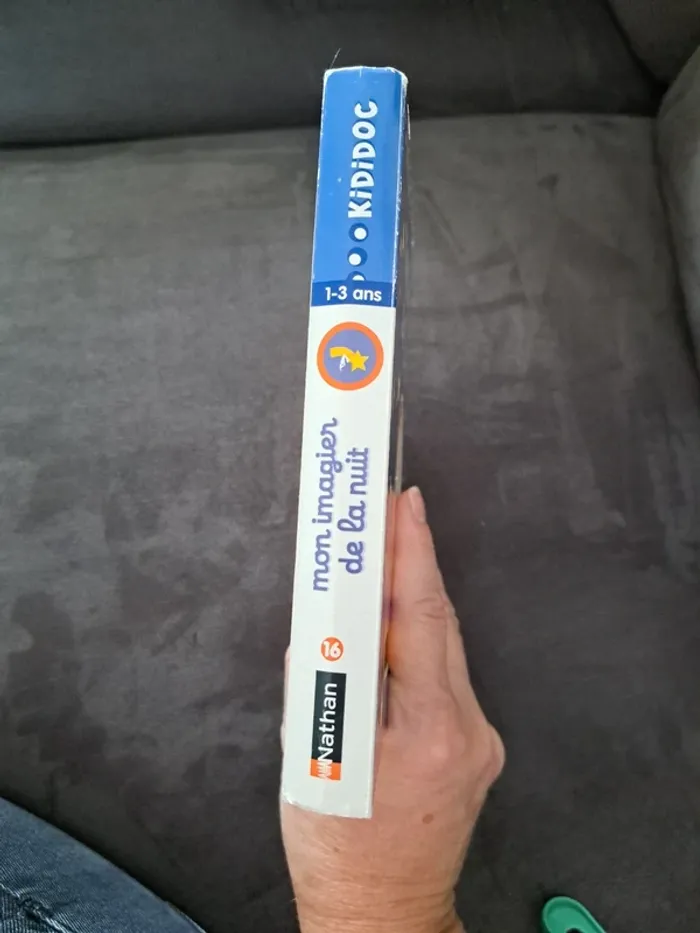 KiDiDOC
1-3 ans
mon imagier
de la nuit
16
Nathan